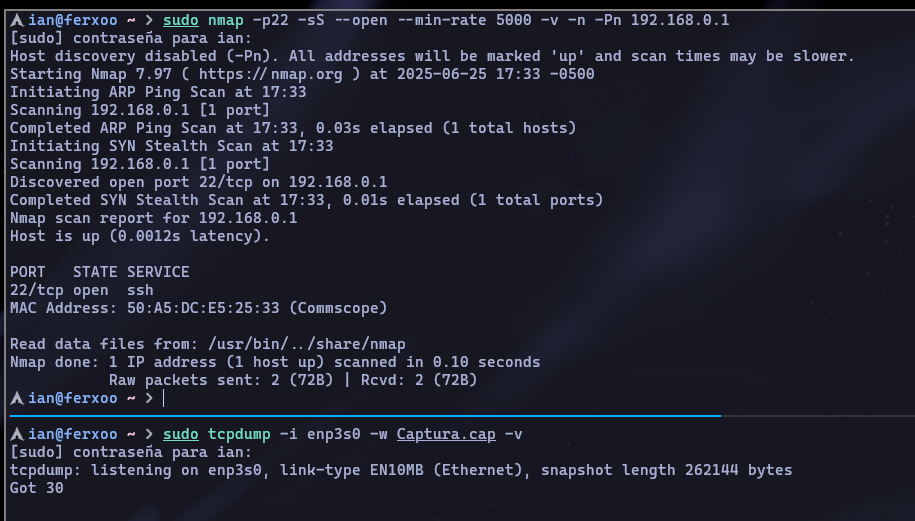 ian@ferxoo ~ > sudo nmap -p22 -sS --open --min-rate 5000 -v -n -Pn 192.168.0.1
[sudo] contraseña para ian:
Host discovery disabled (-Pn). All addresses will be marked 'up' and scan times may be slower.
Starting Nmap 7.97 ( https://nmap.org ) at 2025-06-25 17:33 -0500
Initiating ARP Ping Scan at 17:33
Scanning 192.168.0.1 [1 port]
Completed ARP Ping Scan at 17:33, 0.03s elapsed (1 total hosts)
Initiating SYN Stealth Scan at 17:33
Scanning 192.168.0.1 [1 port]
Discovered open port 22/tcp on 192.168.0.1
Completed SYN Stealth Scan at 17:33, 0.01s elapsed (1 total ports)
Nmap scan report for 192.168.0.1
Host is up (0.0012s latency).
PORT   STATE SERVICE
22/tcp open  ssh
MAC Address: 50:A5:DC:E5:25:33 (Commscope)
Read data files from: /usr/bin/../share/nmap
Nmap done: 1 IP address (1 host up) scanned in 0.10 seconds
Raw packets sent: 2 (72B) | Rcvd: 2 (72B)
ian@ferxoo ~ >
ian@ferxoo ~ > sudo tcpdump -i enp3s0 -w Captura.cap -v
[sudo] contraseña para ian:
tcpdump: listening on enp3s0, link-type EN10MB (Ethernet), snapshot length 262144 bytes
Got 30